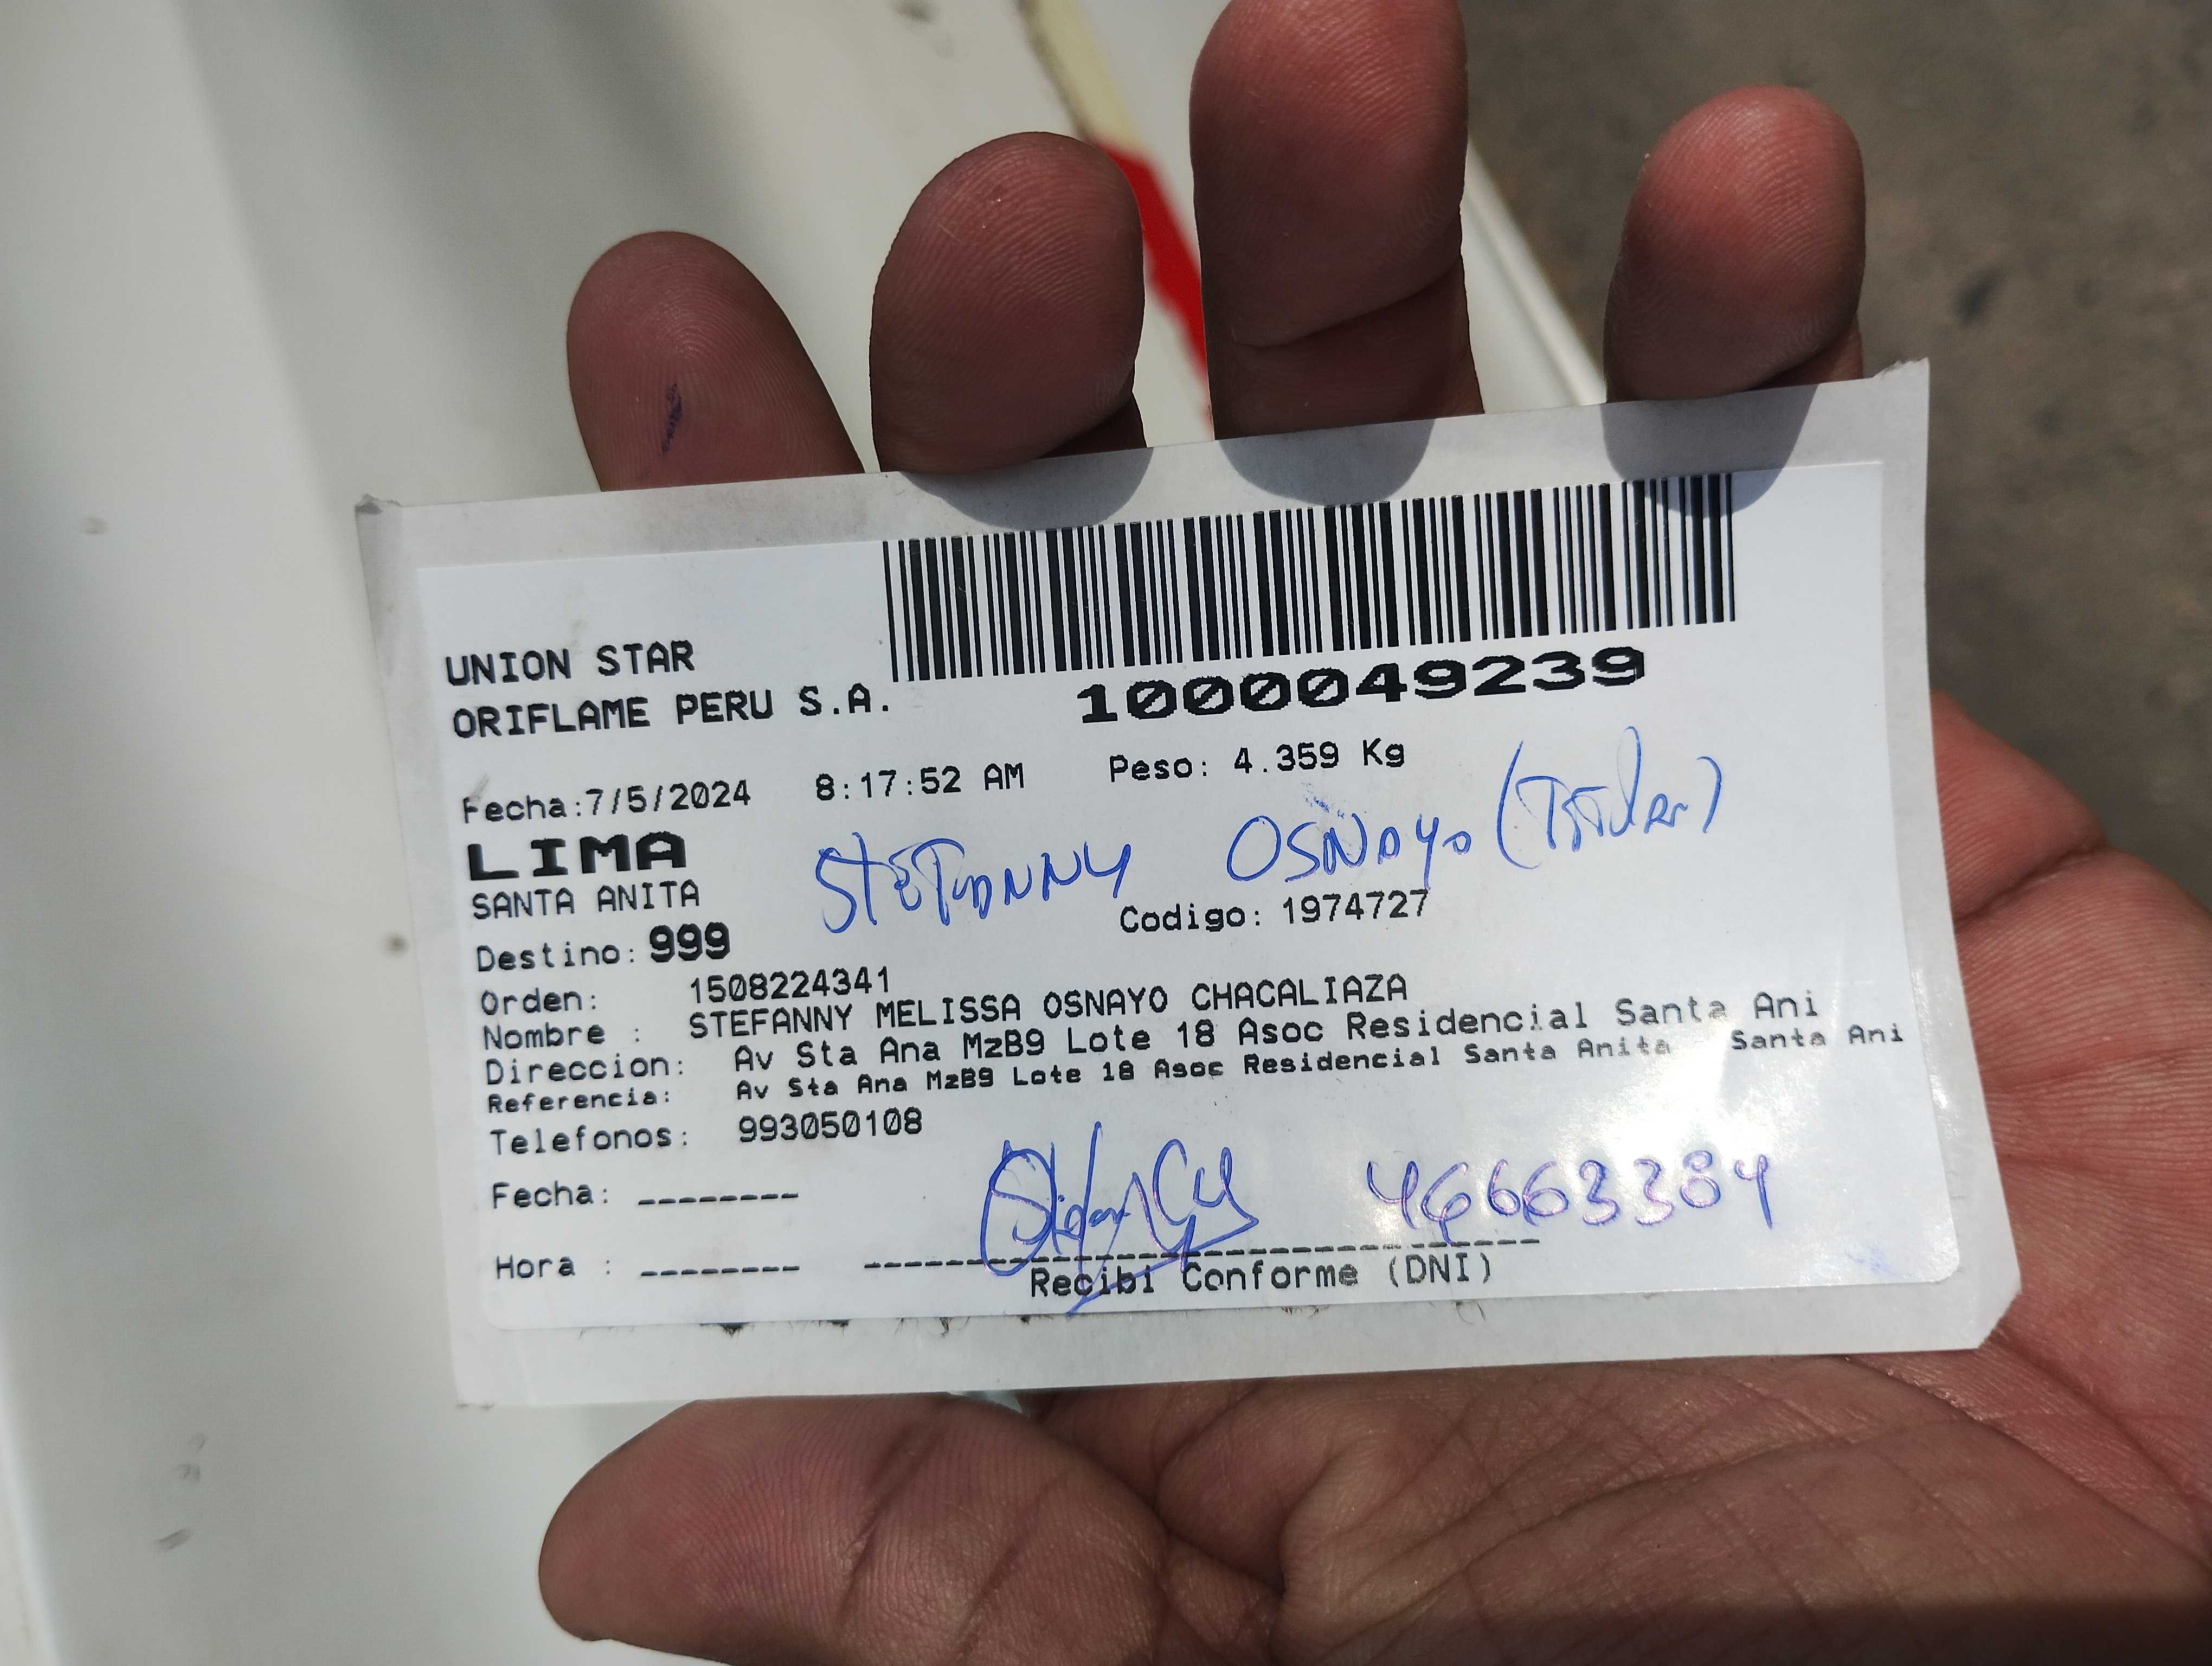 UNION STAR
ORIFLAME PERU S.A.
1000049239
Fecha:7/5/2024 8:17:52 AM Peso: 4.359 Kg
LIMA
STEFANNY OSNAYO (Titular)
SANTA ANITA
Codigo: 1974727
Destino: 999
Orden: 1508224341
Nombre : STEFANNY MELISSA OSNAYO CHACALIAZA
Direccion: Av Sta Ana MzB9 Lote 18 Asoc Residencial Santa Ani
Referencia: Av Sta Ana MzB9 Lote 18 Asoc Residencial Santa Anita - Santa Ani
Telefonos: 993050108
Fecha: --------
46663384
Hora : --------
Recibi Conforme (DNI)